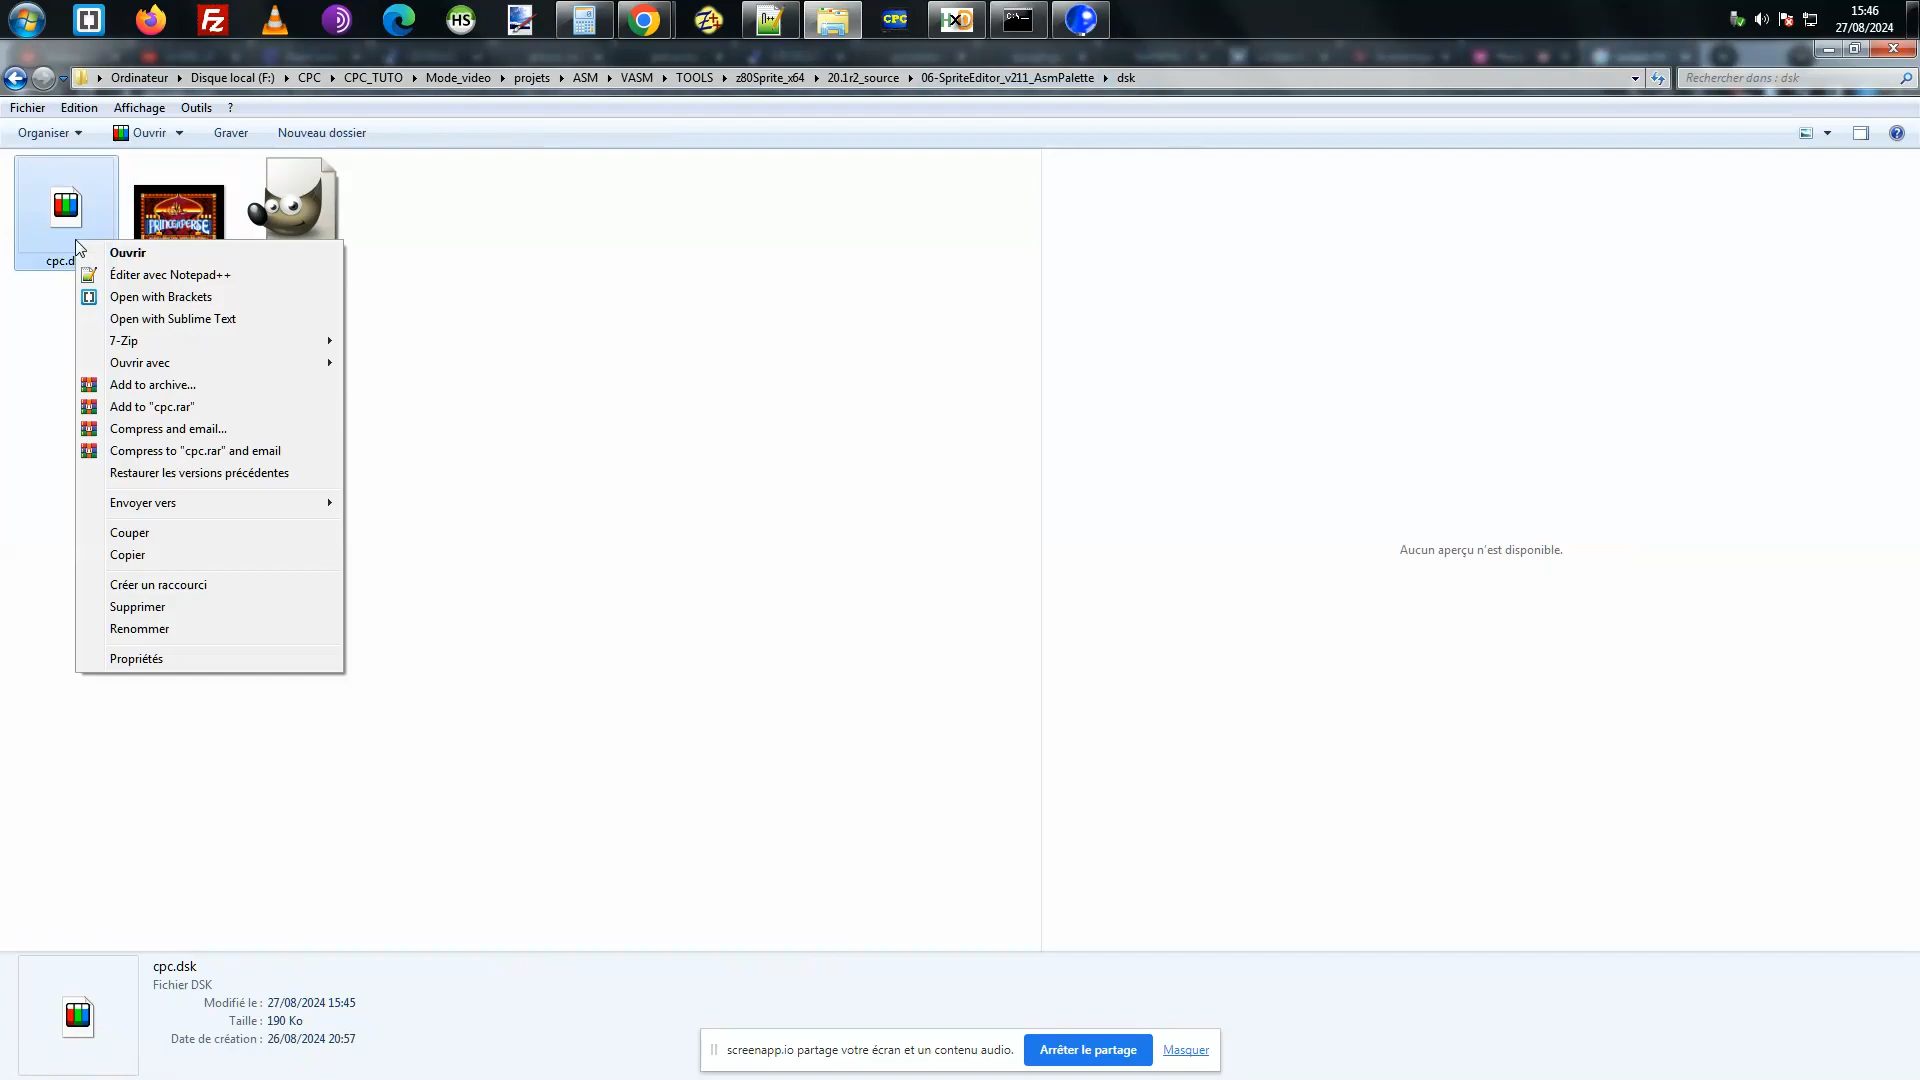 HS
CPC
HXD
C:\_
15:46
27/08/2024
Ordinateur
Disque local (F:)
CPC
CPC_TUTO
Mode_video
projets
ASM
VASM
TOOLS
z80Sprite_x64
20.1r2_source
06-SpriteEditor_v211_AsmPalette
dsk
Rechercher dans : dsk
Fichier
Edition
Affichage
Outils
?
Organiser
Ouvrir
Graver
Nouveau dossier
cpc.d
Ouvrir
Éditer avec Notepad++
Open with Brackets
Open with Sublime Text
7-Zip
Ouvrir avec
Add to archive...
Add to "cpc.rar"
Compress and email...
Compress to "cpc.rar" and email
Restaurer les versions précédentes
Envoyer vers
Couper
Copier
Créer un raccourci
Supprimer
Renommer
Propriétés
Aucun aperçu n'est disponible.
cpc.dsk
Fichier DSK
Modifié le : 27/08/2024 15:45
Taille : 190 Ko
Date de création : 26/08/2024 20:57
screenapp.io partage votre écran et un contenu audio.
Arrêter le partage
Masquer